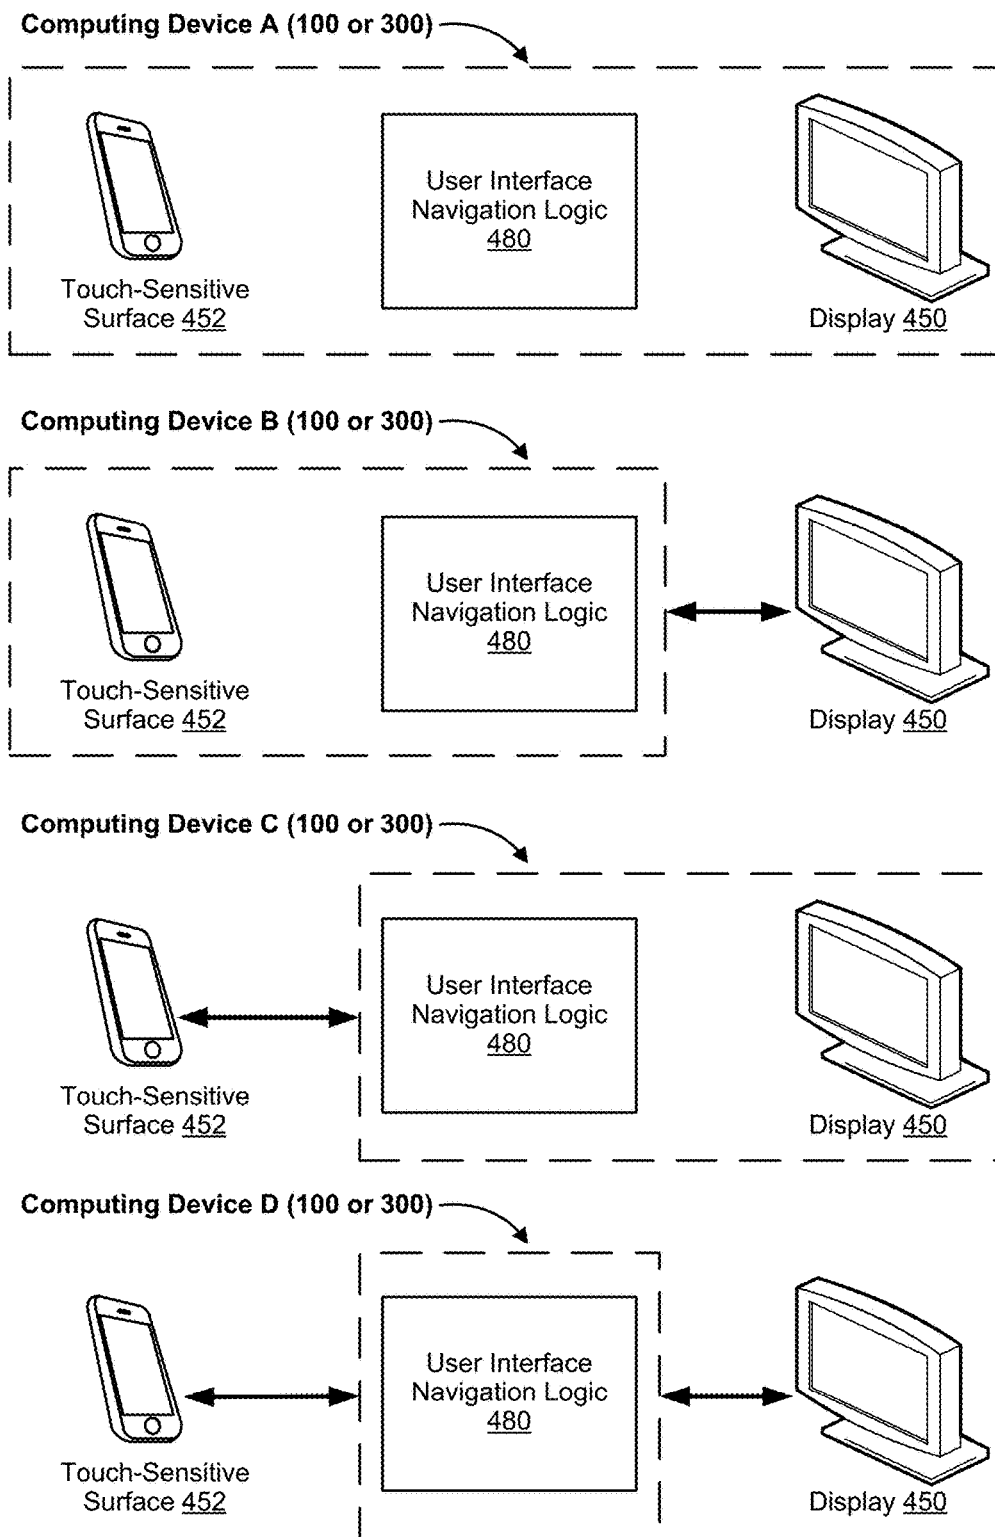 Computing Device A (100 or 300)
User Interface
Navigation Logic
480
Touch-Sensitive
Surface 452
Display 450
Computing Device B (100 or 300)
User Interface
Navigation Logic
480
Touch-Sensitive
Surface 452
Display 450
Computing Device C (100 or 300)
User Interface
Navigation Logic
480
Touch-Sensitive
Surface 452
Display 450
Computing Device D (100 or 300)
User Interface
Navigation Logic
480
Touch-Sensitive
Surface 452
Display 450